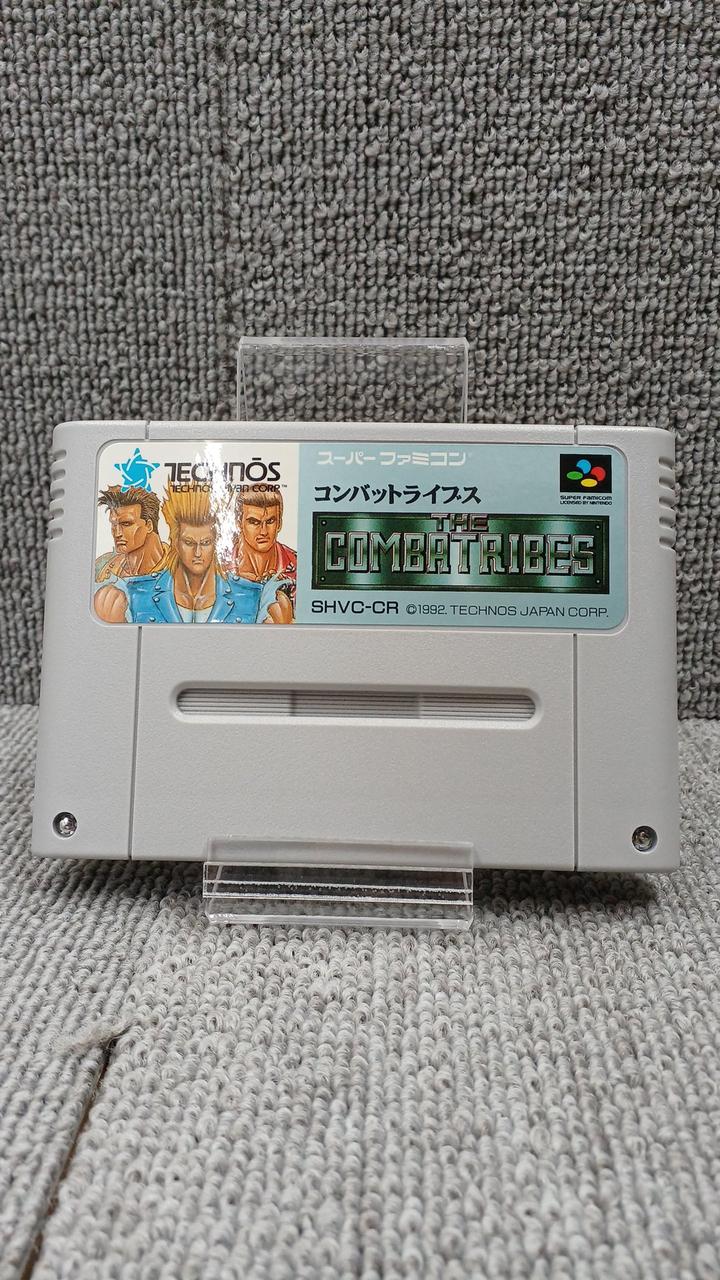 TECHNŌS
TECHNOS JAPAN CORP.™
スーパーファミコン®
コンバットライブス
THE
COMBATRIBES
SHVC-CR ©1992. TECHNOS JAPAN CORP.
SUPER FAMICOM
LICENSED BY NINTENDO